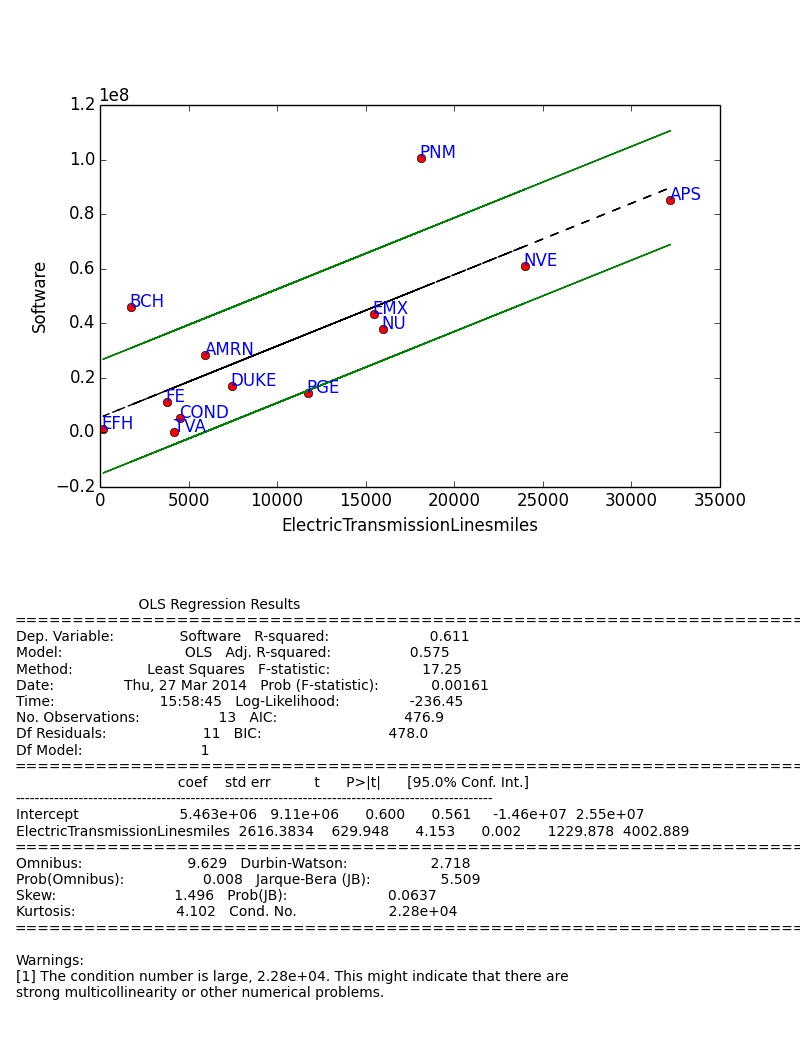 1e8
1.2
1.0
0.8
0.6
0.4
0.2
0.0
−0.2
Software
PNM
APS
NVE
BCH
EMX
NU
AMRN
DUKE
PGE
FE
COND
EFH
TVA
0 5000 10000 15000 20000 25000 30000 35000
ElectricTransmissionLinesmiles
OLS Regression Results
==============================================================================
Dep. Variable: Software R-squared: 0.611
Model: OLS Adj. R-squared: 0.575
Method: Least Squares F-statistic: 17.25
Date: Thu, 27 Mar 2014 Prob (F-statistic): 0.00161
Time: 15:58:45 Log-Likelihood: -236.45
No. Observations: 13 AIC: 476.9
Df Residuals: 11 BIC: 478.0
Df Model: 1
==============================================================================
coef std err t P>|t| [95.0% Conf. Int.]
------------------------------------------------------------------------------------------------------
Intercept 5.463e+06 9.11e+06 0.600 0.561 -1.46e+07 2.55e+07
ElectricTransmissionLinesmiles 2616.3834 629.948 4.153 0.002 1229.878 4002.889
==============================================================================
Omnibus: 9.629 Durbin-Watson: 2.718
Prob(Omnibus): 0.008 Jarque-Bera (JB): 5.509
Skew: 1.496 Prob(JB): 0.0637
Kurtosis: 4.102 Cond. No. 2.28e+04
==============================================================================
Warnings:
[1] The condition number is large, 2.28e+04. This might indicate that there are
strong multicollinearity or other numerical problems.